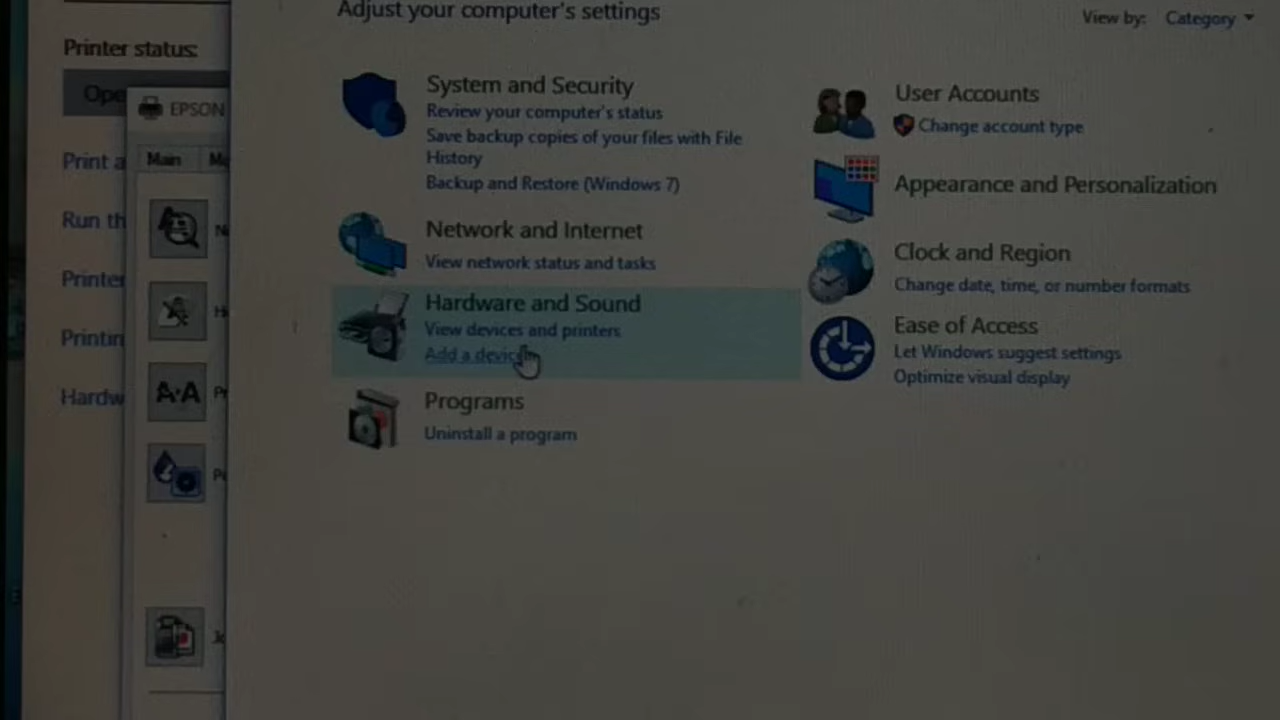 Adjust your computer's settings
View by: Category
Printer status:
EPSON
Print a
Main
Run th
Printer
Printin
Hardw
System and Security
Review your computer's status
Save backup copies of your files with File
History
Backup and Restore (Windows 7)
Network and Internet
View network status and tasks
Hardware and Sound
View devices and printers
Add a device
Programs
Uninstall a program
User Accounts
Change account type
Appearance and Personalization
Clock and Region
Change date, time, or number formats
Ease of Access
Let Windows suggest settings
Optimize visual display